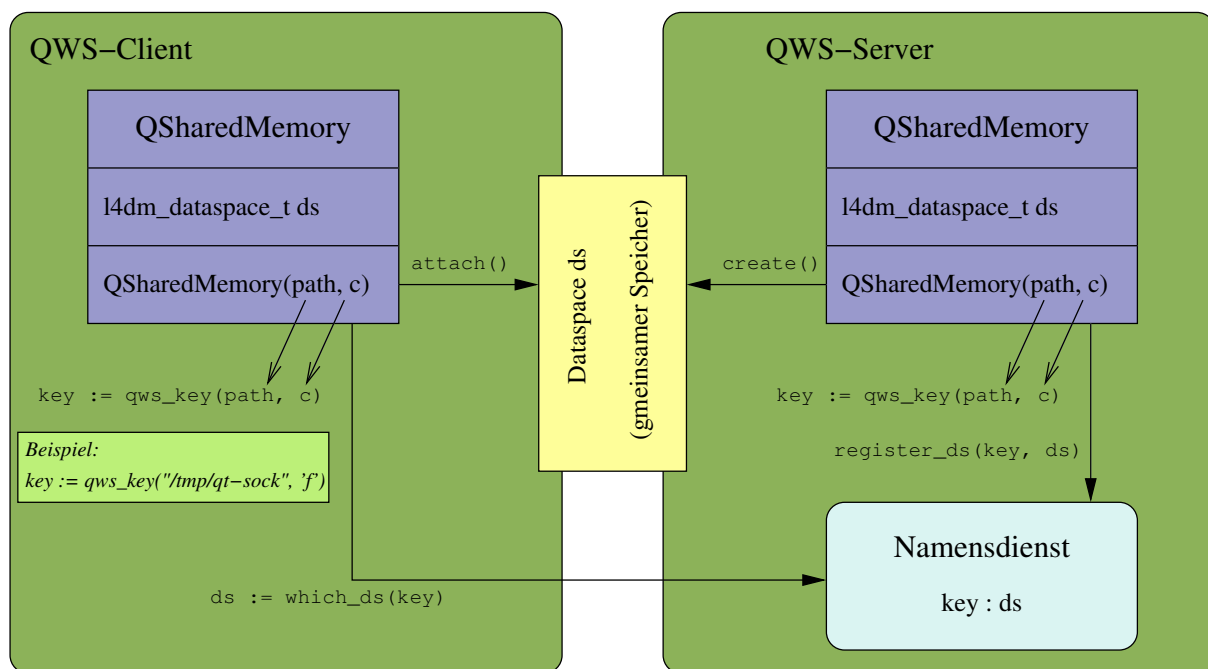 QWS−Client
QSharedMemory
l4dm_dataspace_t ds
QSharedMemory(path, c)
attach()
key := qws_key(path, c)
Beispiel:
key := qws_key("/tmp/qt−sock", ’f’)
ds := which_ds(key)
Dataspace ds
(gmeinsamer Speicher)
QWS−Server
QSharedMemory
l4dm_dataspace_t ds
QSharedMemory(path, c)
create()
key := qws_key(path, c)
register_ds(key, ds)
Namensdienst
key : ds